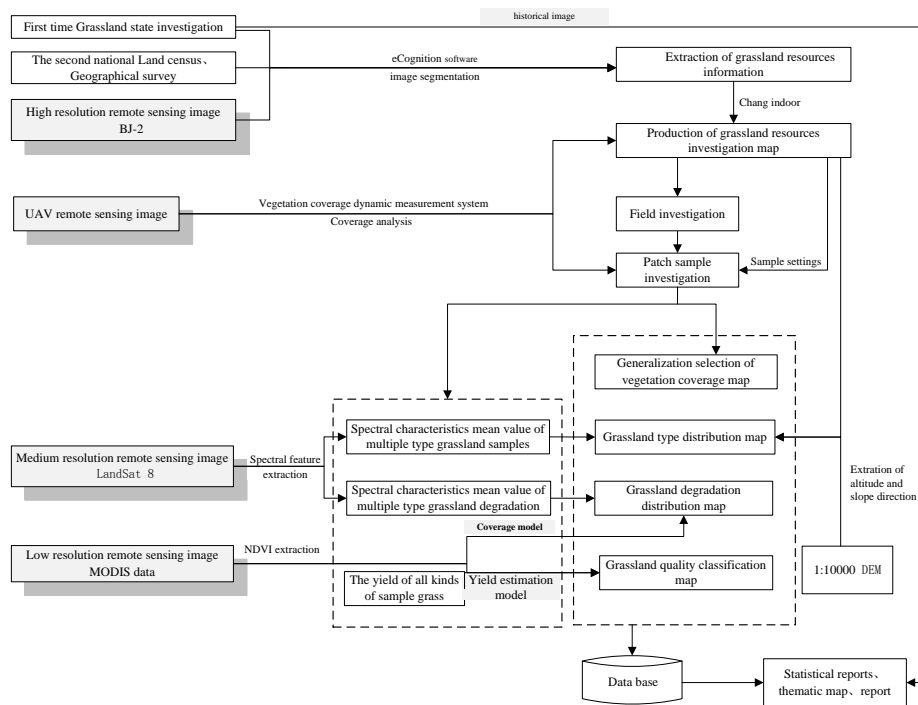 historical image
First time Grassland state investigation
The second national Land census、
Geographical survey
High resolution remote sensing image
BJ-2
eCognition software
image segmentation
Extraction of grassland resources
information
Chang indoor
Production of grassland resources
investigation map
UAV remote sensing image
Vegetation coverage dynamic measurement system
Coverage analysis
Field investigation
Patch sample
investigation
Sample settings
Generalization selection of
vegetation coverage map
Spectral characteristics mean value of
multiple type grassland samples
Grassland type distribution map
Medium resolution remote sensing image
LandSat 8
Spectral feature
extraction
Spectral characteristics mean value of
multiple type grassland degradation
Grassland degradation
distribution map
Extration of
altitude and
slope direction
Coverage model
Low resolution remote sensing image
MODIS data
NDVI extraction
The yield of all kinds
of sample grass
Yield estimation
model
Grassland quality classification
map
1:10000 DEM
Data base
Statistical reports、
thematic map、report